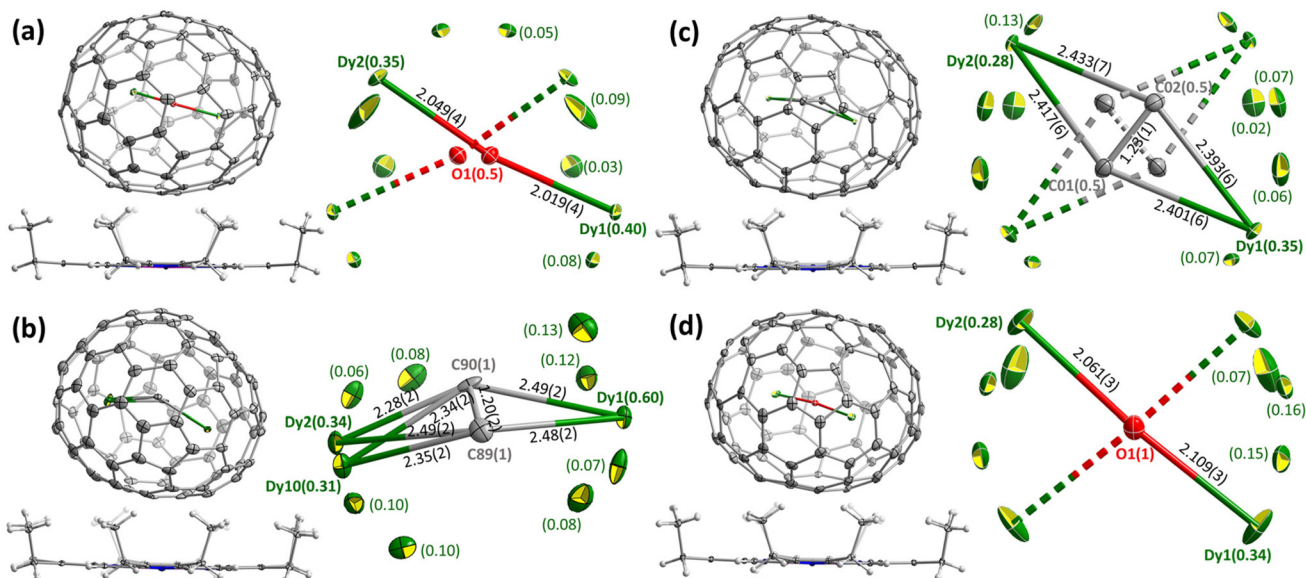 (a)
(0.05)
Dy2(0.35)
(0.09)
2.049(4)
(0.03)
O1(0.5)
2.019(4)
Dy1(0.40)
(0.08)
(c)
(0.13)
Dy2(0.28)
2.433(7)
(0.07)
C02(0.5)
(0.02)
2.417(6)
1.23(1)
2.393(6)
C01(0.5)
(0.06)
2.401(6)
Dy1(0.35)
(0.07)
(b)
(0.13)
(0.08)
C90(1)
(0.12)
(0.06)
2.28(2)
2.49(2)
Dy1(0.60)
2.34(2)
1.20(2)
Dy2(0.34)
2.49(2)
2.48(2)
2.35(2)
C89(1)
(0.07)
Dy10(0.31)
(0.10)
(0.08)
(0.10)
(d)
Dy2(0.28)
2.061(3)
(0.07)
(0.16)
O1(1)
(0.15)
2.109(3)
Dy1(0.34)